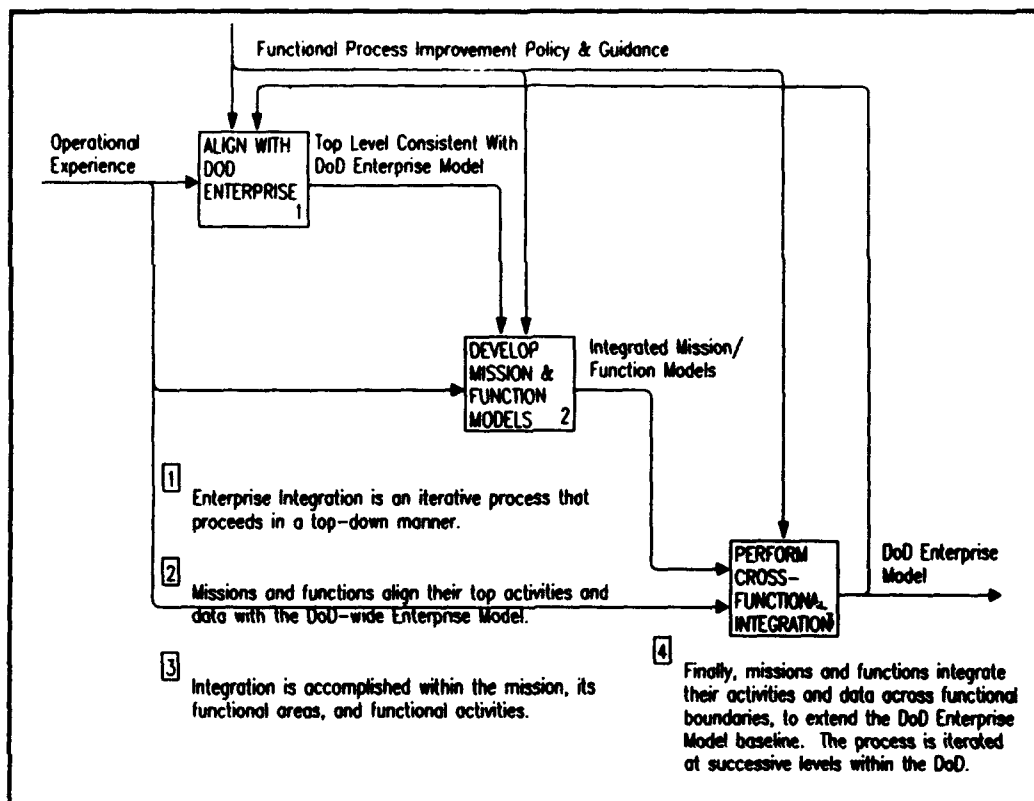 Functional Process Improvement Policy & Guidance
Operational
Experience
ALIGN WITH
DOD
ENTERPRISE
1
Top Level Consistent With
DoD Enterprise Model
DEVELOP
MISSION &
FUNCTION
MODELS
2
Integrated Mission/
Function Models
1
Enterprise Integration is an iterative process that
proceeds in a top-down manner.
2
Missions and functions align their top activities and
data with the DoD-wide Enterprise Model.
3
Integration is accomplished within the mission, its
functional areas, and functional activities.
PERFORM
CROSS-
FUNCTIONAL
INTEGRATION
3
DoD Enterprise
Model
4
Finally, missions and functions integrate
their activities and data across functional
boundaries, to extend the DoD Enterprise
Model baseline. The process is iterated
at successive levels within the DoD.